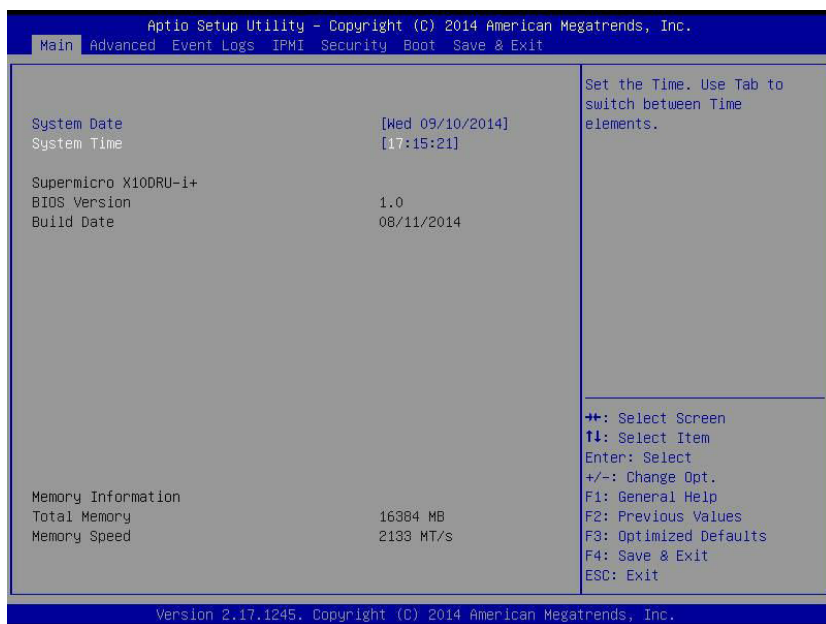 Aptio Setup Utility – Copyright (C) 2014 American Megatrends, Inc.
Main Advanced Event Logs IPMI Security Boot Save & Exit
System Date [Wed 09/10/2014]
System Time [17:15:21]
Supermicro X10DRU-i+
BIOS Version 1.0
Build Date 08/11/2014
Memory Information
Total Memory 16384 MB
Memory Speed 2133 MT/s
Set the Time. Use Tab to
switch between Time
elements.
→←: Select Screen
↑↓: Select Item
Enter: Select
+/-: Change Opt.
F1: General Help
F2: Previous Values
F3: Optimized Defaults
F4: Save & Exit
ESC: Exit
Version 2.17.1245. Copyright (C) 2014 American Megatrends, Inc.